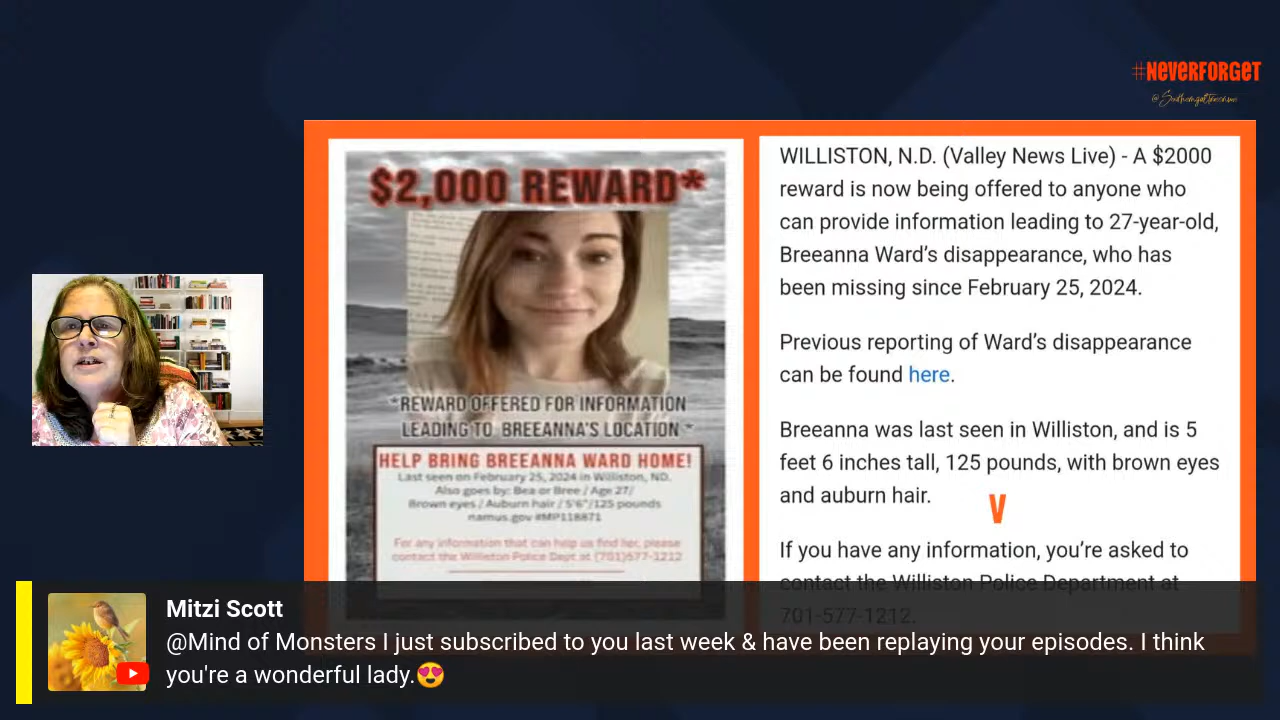 #NEVERFORGET
$2,000 REWARD*
*REWARD OFFERED FOR INFORMATION
LEADING TO BREEANNA'S LOCATION *
HELP BRING BREEANNA WARD HOME!
Last seen on February 25, 2024 in Williston, ND.
Also goes by: Bea or Bree / Age 27/
Brown eyes / Auburn hair / 5'6"/125 pounds
namus.gov #MP118871
For any information that can help us find her, please
contact the Williston Police Dept at (701)577-1212
WILLISTON, N.D. (Valley News Live) - A $2000
reward is now being offered to anyone who
can provide information leading to 27-year-old,
Breeanna Ward’s disappearance, who has
been missing since February 25, 2024.
Previous reporting of Ward’s disappearance
can be found here.
Breeanna was last seen in Williston, and is 5
feet 6 inches tall, 125 pounds, with brown eyes
and auburn hair.
V
If you have any information, you’re asked to
contact the Williston Police Department at
701-577-1212.
Mitzi Scott
@Mind of Monsters I just subscribed to you last week & have been replaying your episodes. I think
you're a wonderful lady.😍